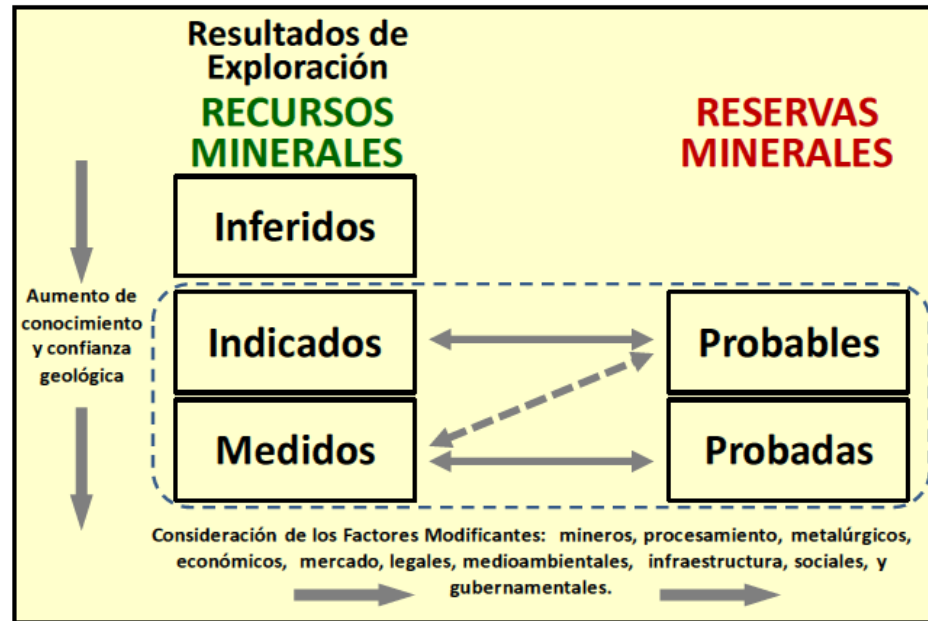 Resultados de
Exploración
RECURSOS
MINERALES
RESERVAS
MINERALES
Inferidos
Aumento de
conocimiento
y confianza
geológica
Indicados
Probables
Medidos
Probadas
Consideración de los Factores Modificantes: mineros, procesamiento, metalúrgicos,
económicos, mercado, legales, medioambientales, infraestructura, sociales, y
gubernamentales.